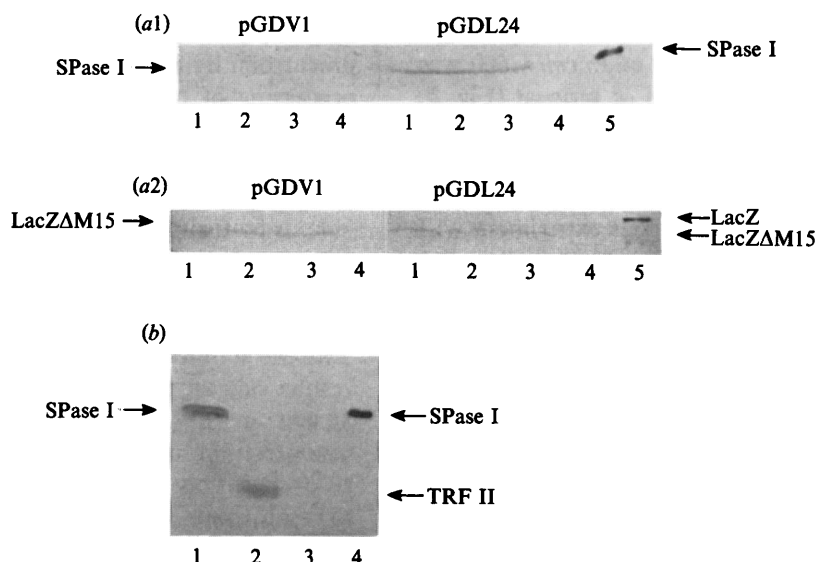 (a1) pGDV1 pGDL24
SPase I SPase I
1 2 3 4 1 2 3 4 5
(a2) pGDV1 pGDL24
LacZΔM15 LacZ
LacZΔM15
1 2 3 4 1 2 3 4 5
(b)
SPase I SPase I
TRF II
1 2 3 4